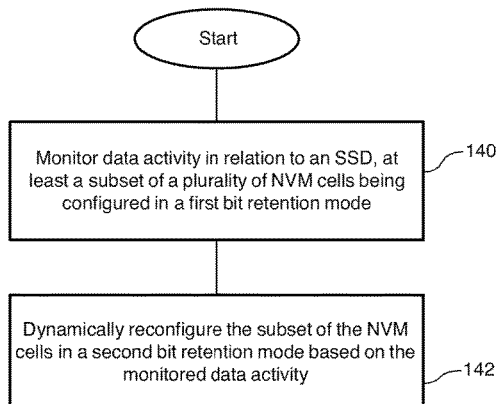 Start
Monitor data activity in relation to an SSD, at
least a subset of a plurality of NVM cells being
configured in a first bit retention mode
140
Dynamically reconfigure the subset of the NVM
cells in a second bit retention mode based on the
monitored data activity
142